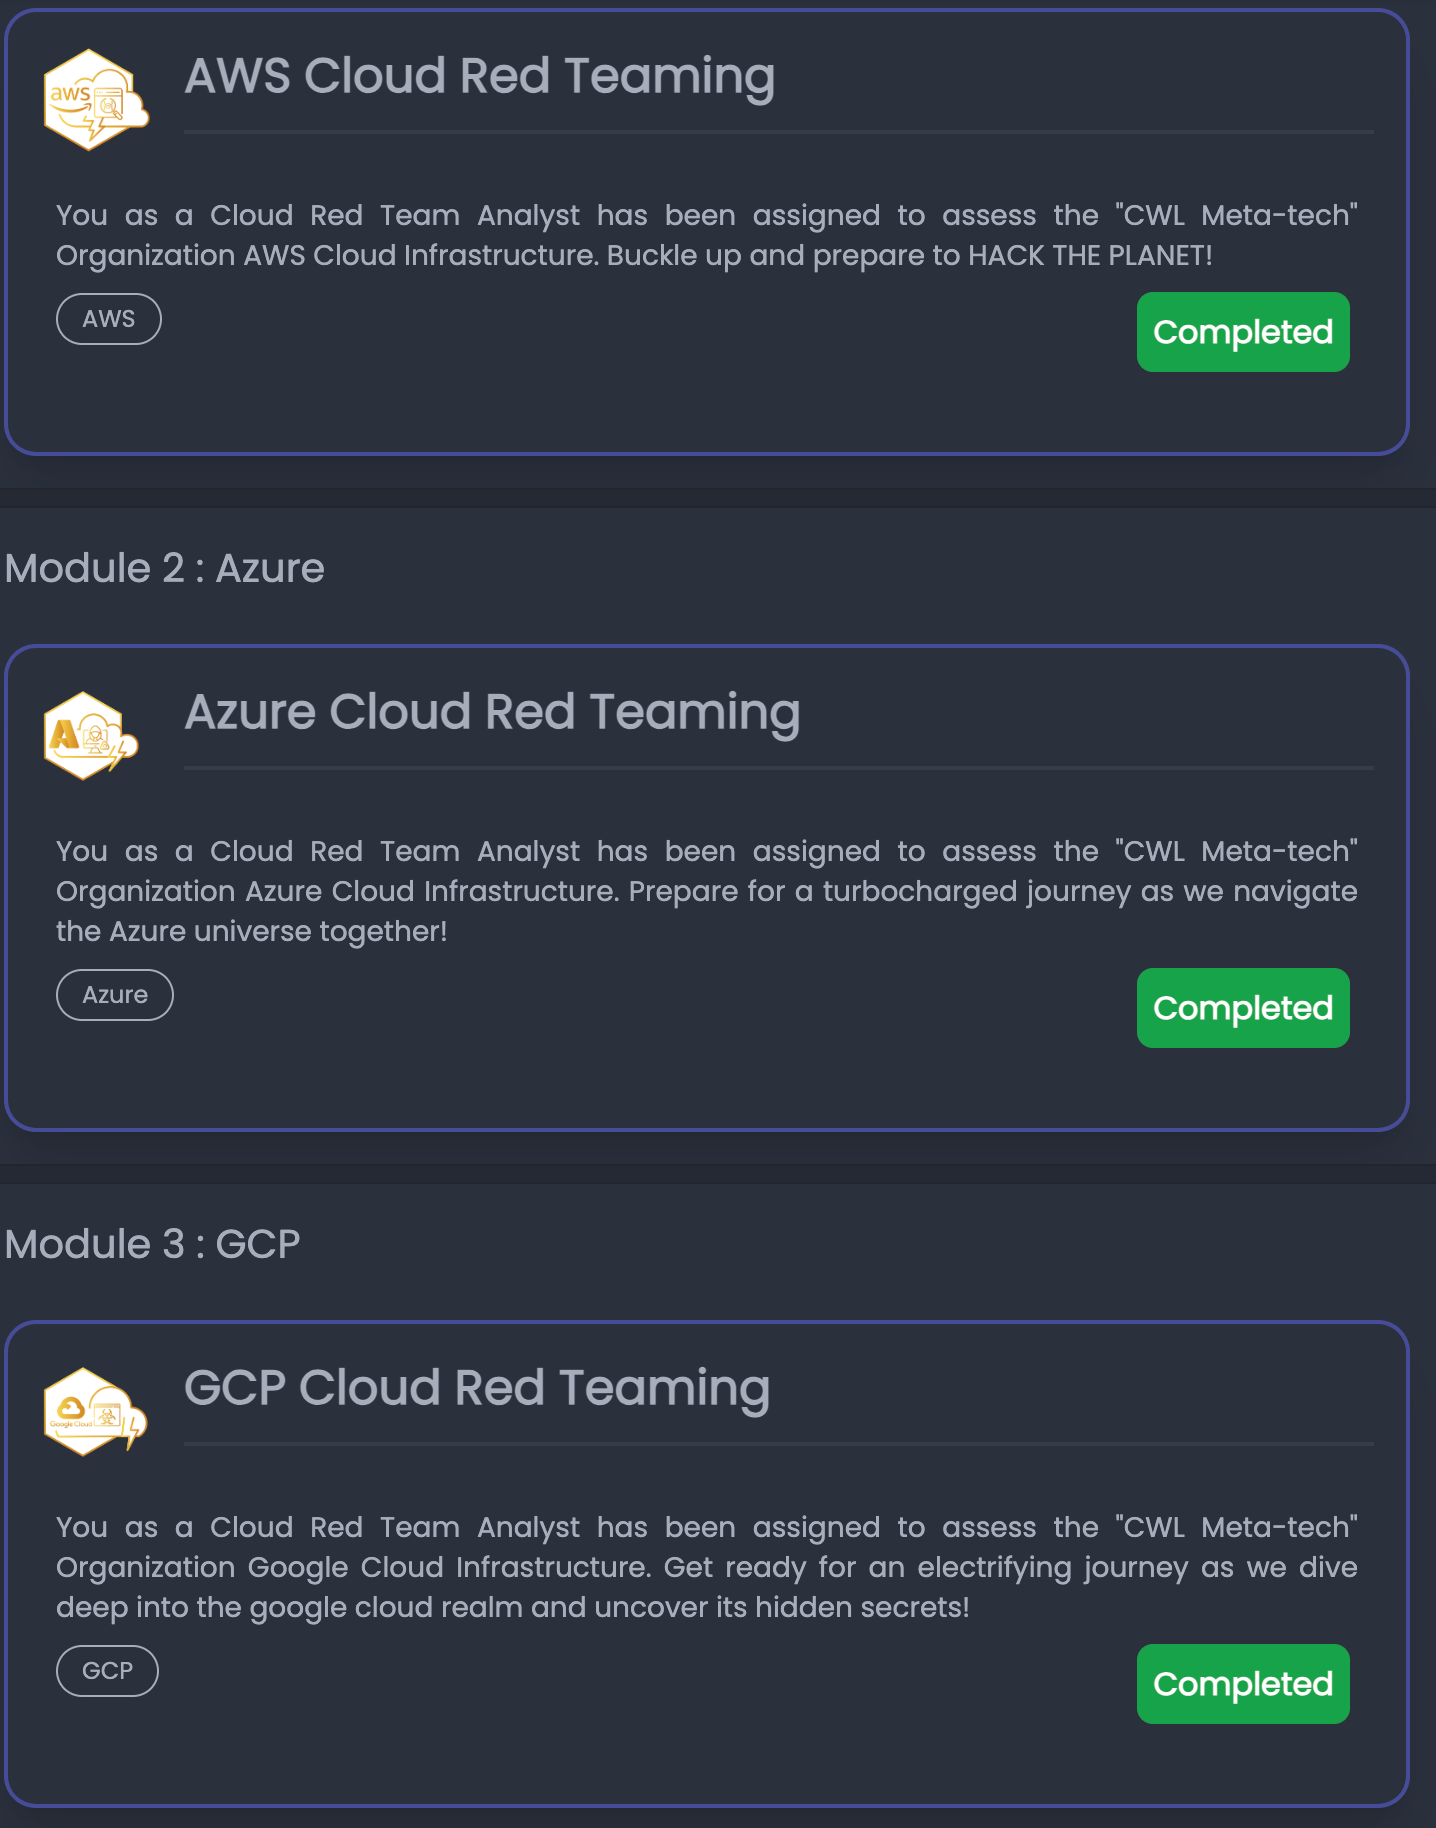 aws
AWS Cloud Red Teaming
You as a Cloud Red Team Analyst has been assigned to assess the "CWL Meta-tech"
Organization AWS Cloud Infrastructure. Buckle up and prepare to HACK THE PLANET!
AWS
Completed
Module 2 : Azure
Azure Cloud Red Teaming
You as a Cloud Red Team Analyst has been assigned to assess the "CWL Meta-tech"
Organization Azure Cloud Infrastructure. Prepare for a turbocharged journey as we navigate
the Azure universe together!
Azure
Completed
Module 3 : GCP
Google Cloud
GCP Cloud Red Teaming
You as a Cloud Red Team Analyst has been assigned to assess the "CWL Meta-tech"
Organization Google Cloud Infrastructure. Get ready for an electrifying journey as we dive
deep into the google cloud realm and uncover its hidden secrets!
GCP
Completed